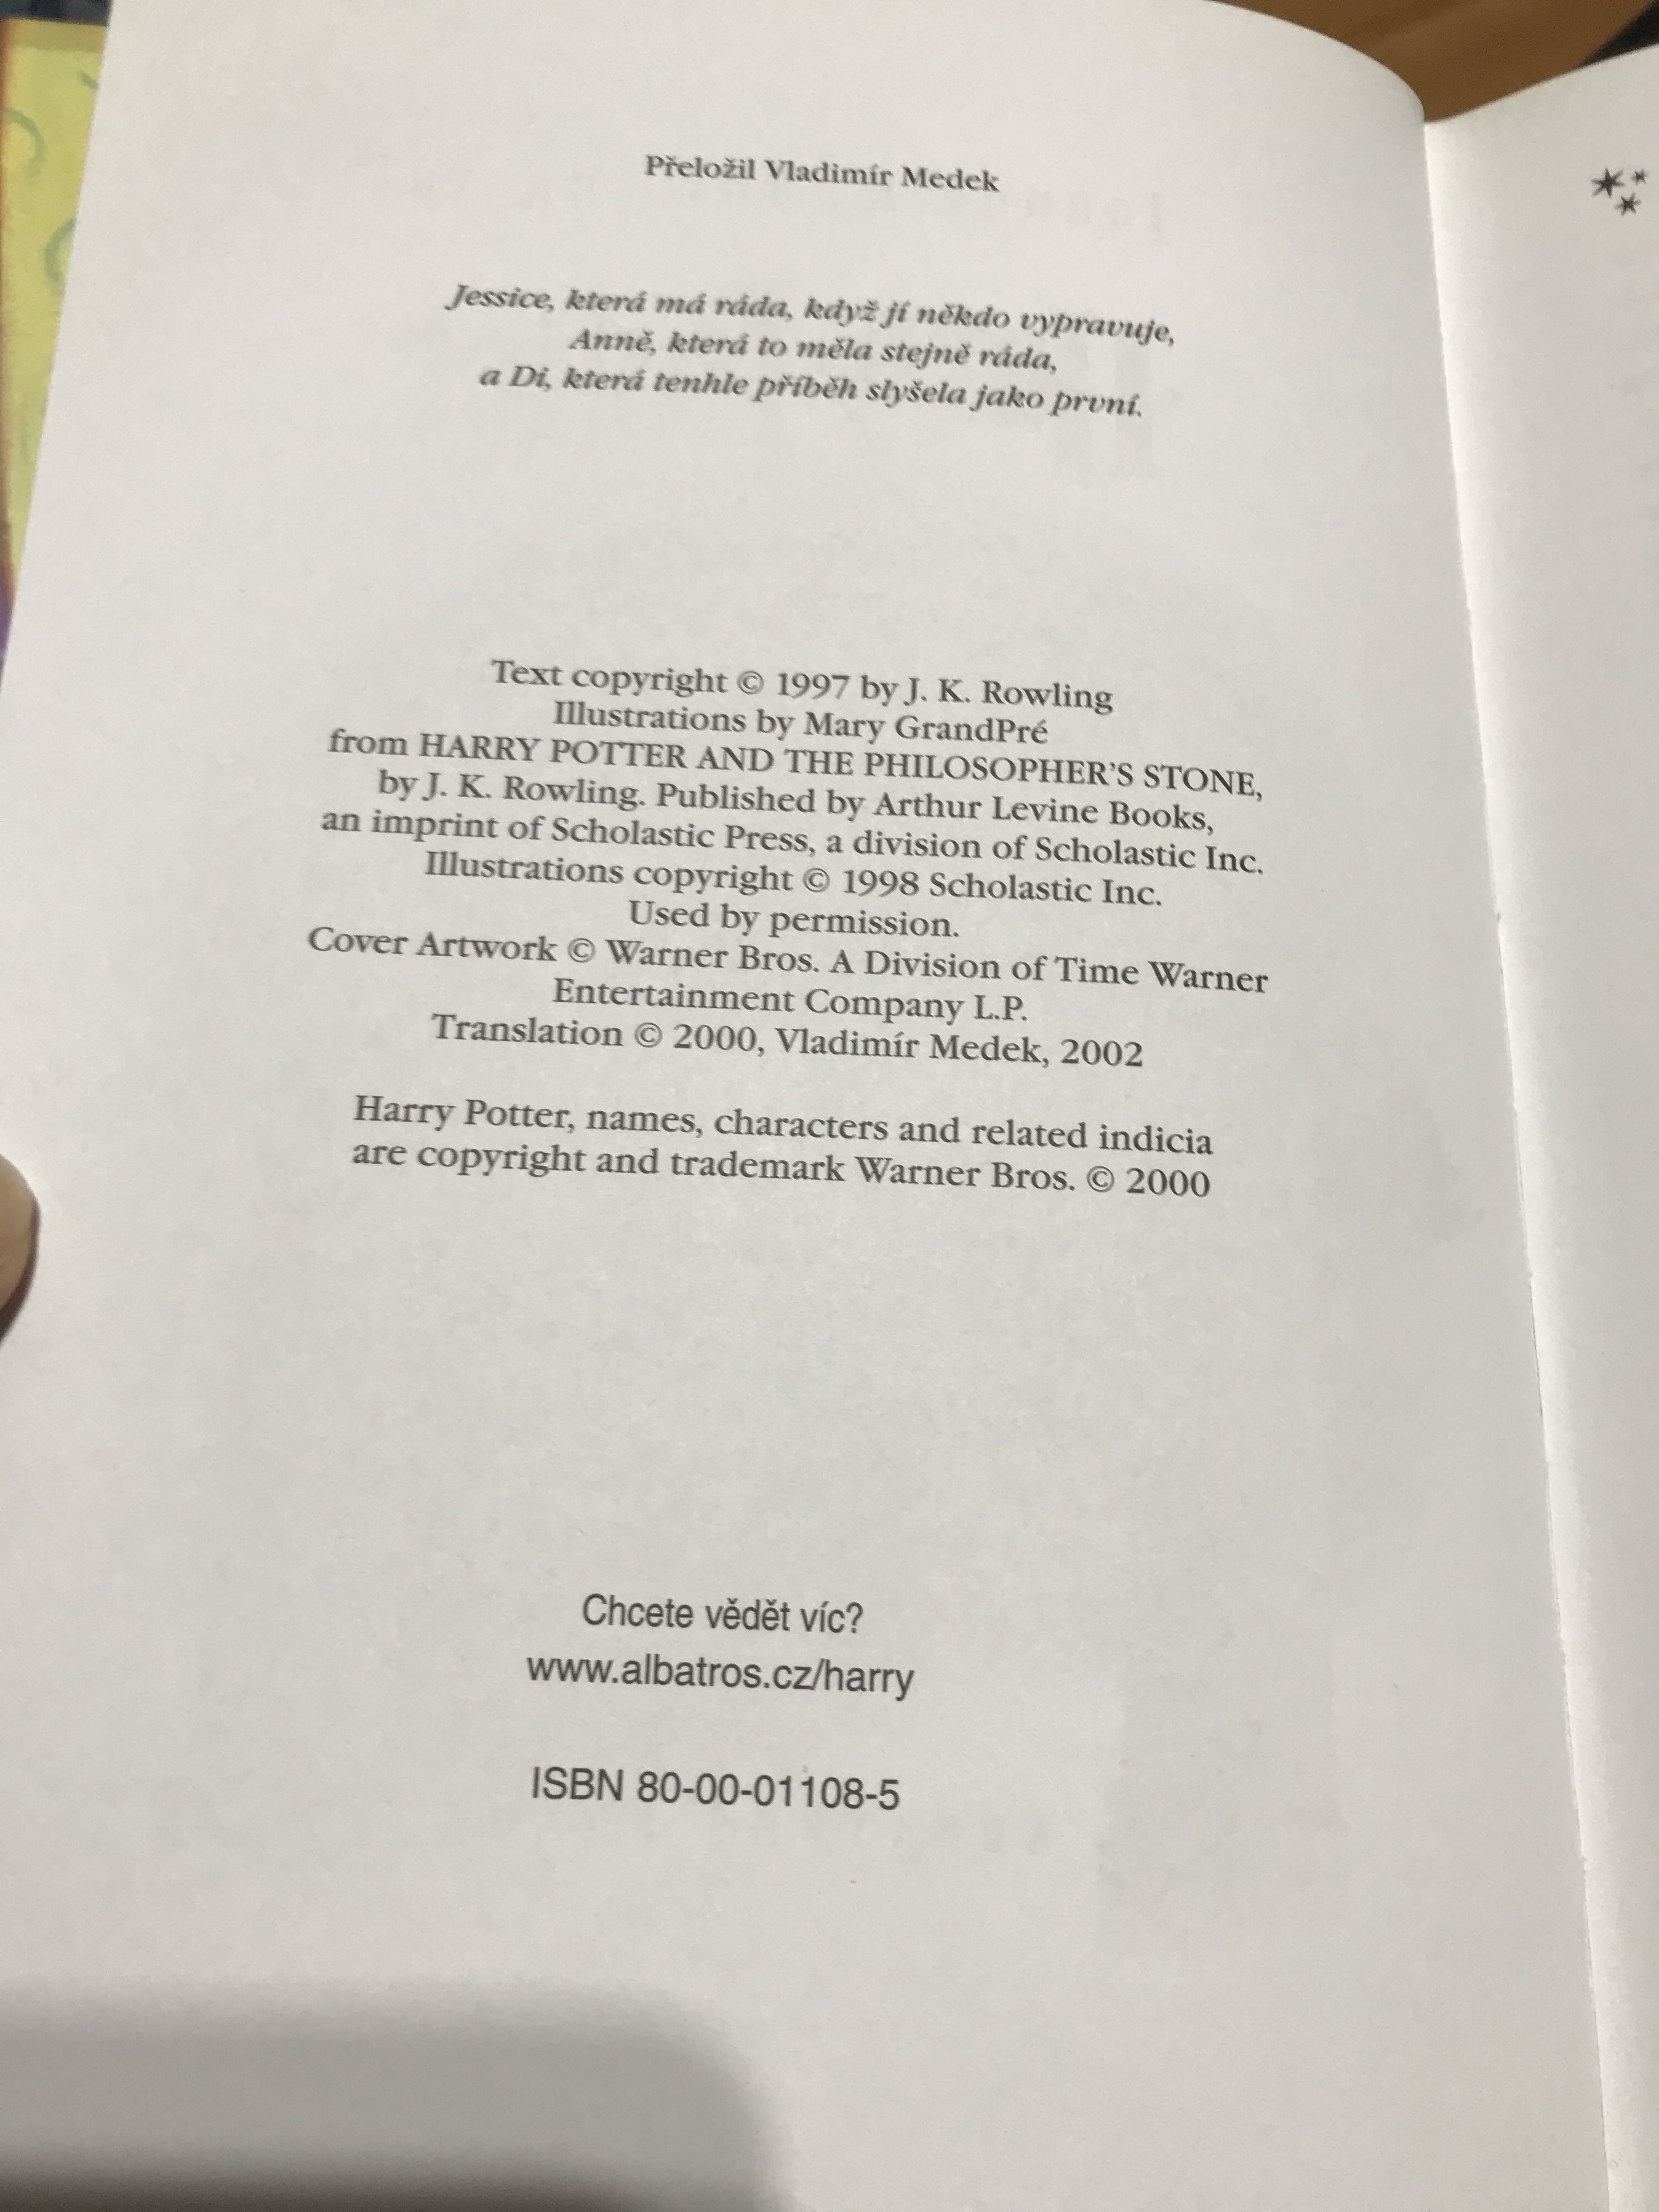 Přeložil Vladimír Medek
Jessice, která má ráda, když jí někdo vypravuje,
Anně, která to měla stejně ráda,
a Di, která tenhle příběh slyšela jako první.
Text copyright © 1997 by J. K. Rowling
Illustrations by Mary GrandPré
from HARRY POTTER AND THE PHILOSOPHER'S STONE,
by J. K. Rowling. Published by Arthur Levine Books,
an imprint of Scholastic Press, a division of Scholastic Inc.
Illustrations copyright © 1998 Scholastic Inc.
Used by permission.
Cover Artwork © Warner Bros. A Division of Time Warner
Entertainment Company L.P.
Translation © 2000, Vladimír Medek, 2002
Harry Potter, names, characters and related indicia
are copyright and trademark Warner Bros. © 2000
Chcete vědět víc?
www.albatros.cz/harry
ISBN 80-00-01108-5